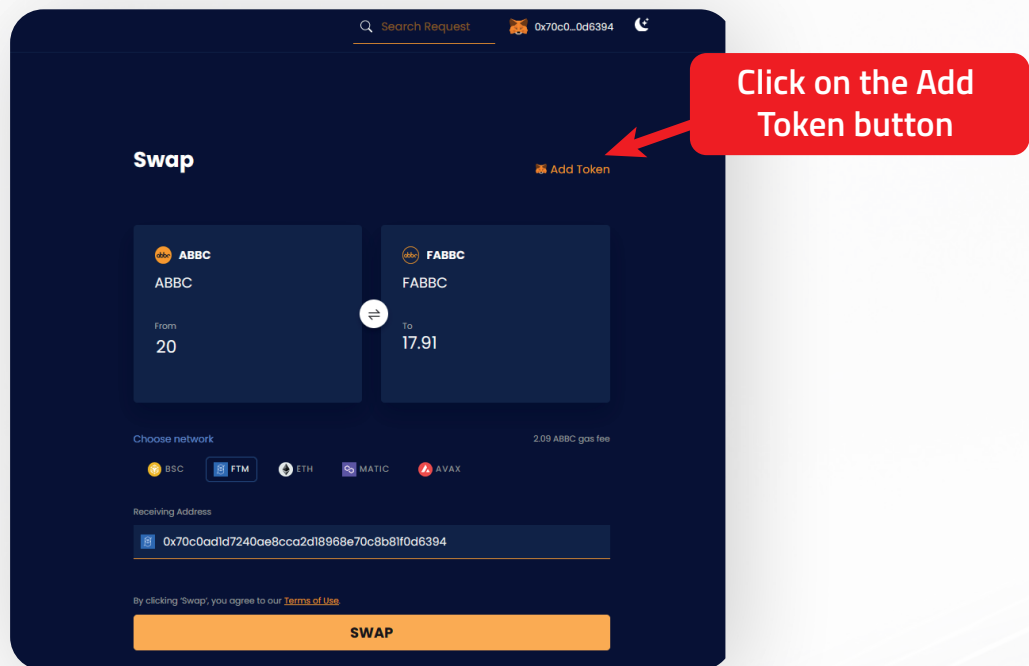 Search Request
0x70c0...0d6394
Click on the Add
Token button
Swap
Add Token
abbc ABBC
ABBC
From
20
abbc FABBC
FABBC
To
17.91
Choose network
2.09 ABBC gas fee
BSC FTM ETH MATIC AVAX
Receiving Address
0x70c0ad1d7240ae8cca2d18968e70c8b81f0d6394
By clicking 'Swap', you agree to our Terms of Use.
SWAP